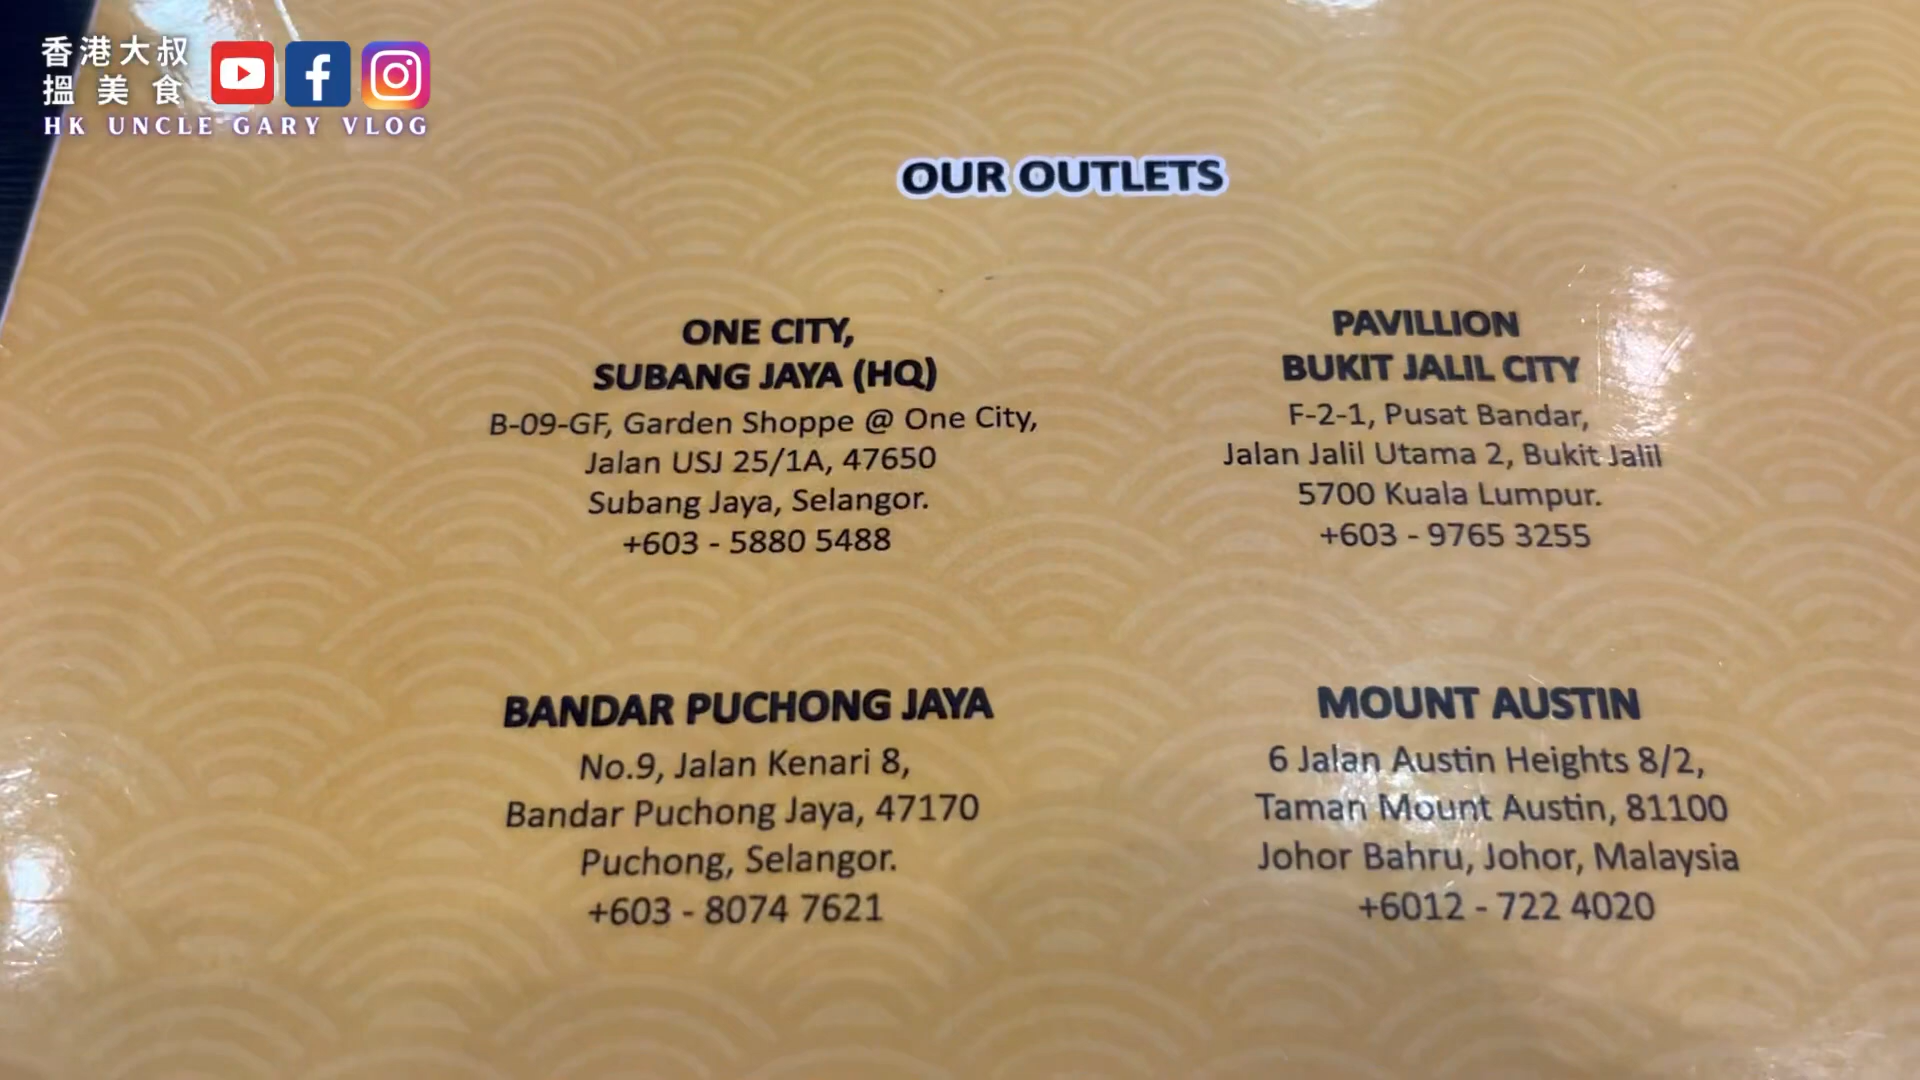 香港大叔
搵美食
HK UNCLE GARY VLOG
OUR OUTLETS
ONE CITY,
SUBANG JAYA (HQ)
B-09-GF, Garden Shoppe @ One City,
Jalan USJ 25/1A, 47650
Subang Jaya, Selangor.
+603 - 5880 5488
PAVILLION
BUKIT JALIL CITY
F-2-1, Pusat Bandar,
Jalan Jalil Utama 2, Bukit Jalil
5700 Kuala Lumpur.
+603 - 9765 3255
BANDAR PUCHONG JAYA
No.9, Jalan Kenari 8,
Bandar Puchong Jaya, 47170
Puchong, Selangor.
+603 - 8074 7621
MOUNT AUSTIN
6 Jalan Austin Heights 8/2,
Taman Mount Austin, 81100
Johor Bahru, Johor, Malaysia
+6012 - 722 4020